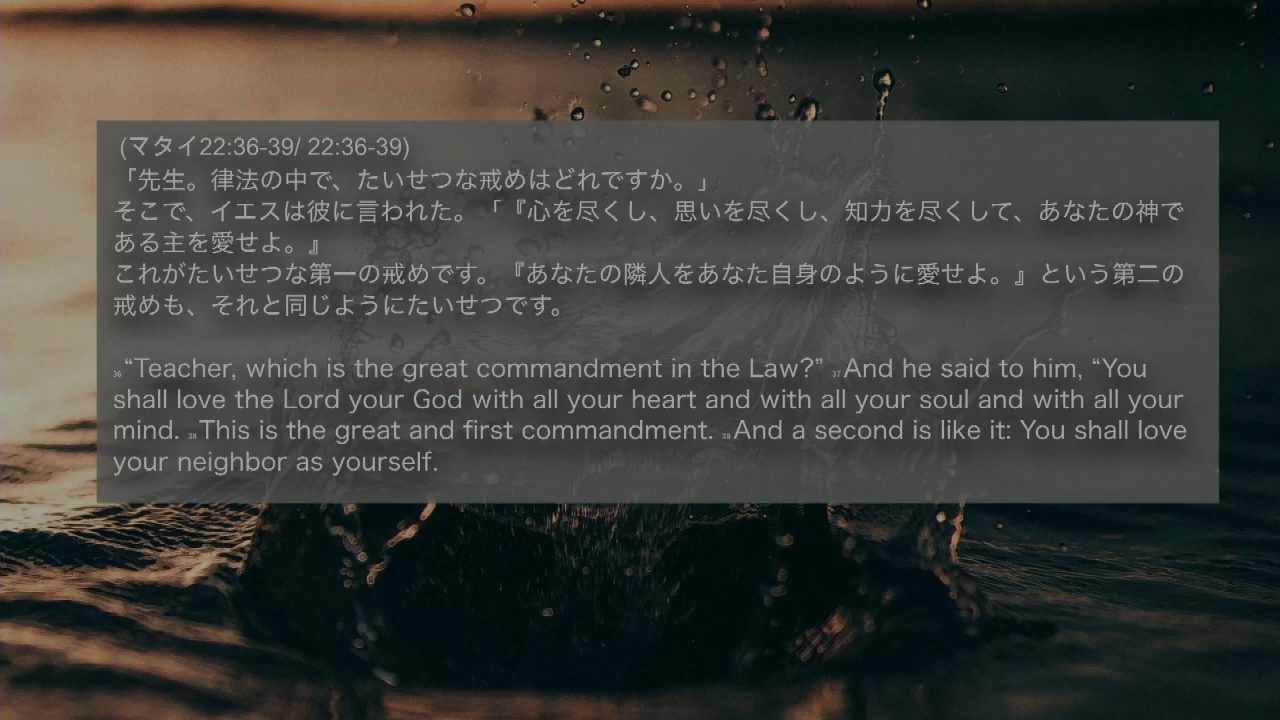 (マタイ22:36-39/ 22:36-39)
「先生。律法の中で、たいせつな戒めはどれですか。」
そこで、イエスは彼に言われた。「『心を尽くし、思いを尽くし、知力を尽くして、あなたの神で
ある主を愛せよ。』
これがたいせつな第一の戒めです。『あなたの隣人をあなた自身のように愛せよ。』という第二の
戒めも、それと同じようにたいせつです。
36“Teacher, which is the great commandment in the Law?” 37And he said to him, “You
shall love the Lord your God with all your heart and with all your soul and with all your
mind. 38This is the great and first commandment. 39And a second is like it: You shall love
your neighbor as yourself.